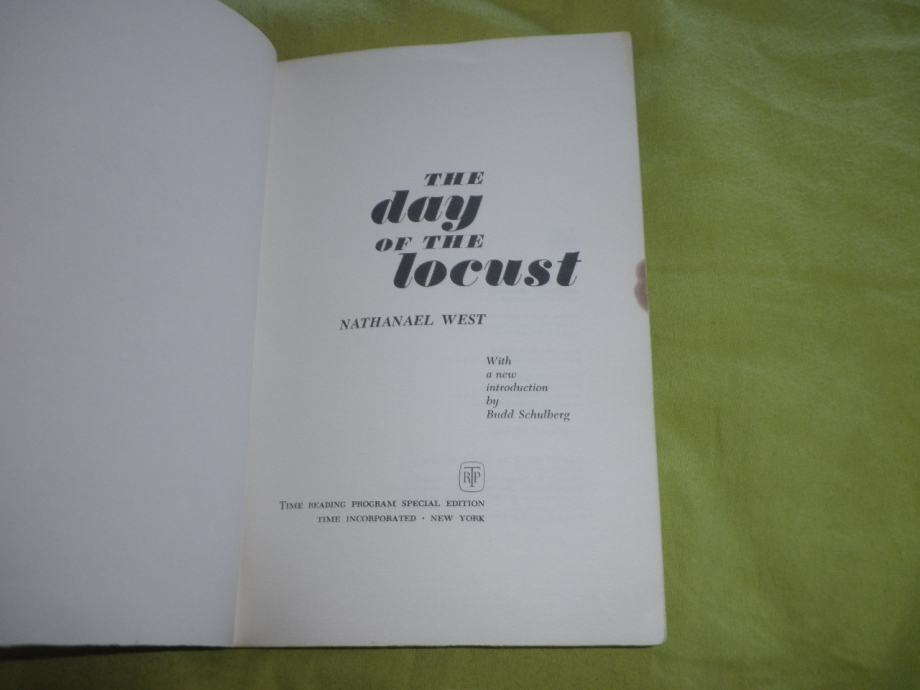 THE
day
OF THE
locust
NATHANAEL WEST
With
a new
introduction
by
Budd Schulberg
RTP
TIME READING PROGRAM SPECIAL EDITION
TIME INCORPORATED · NEW YORK